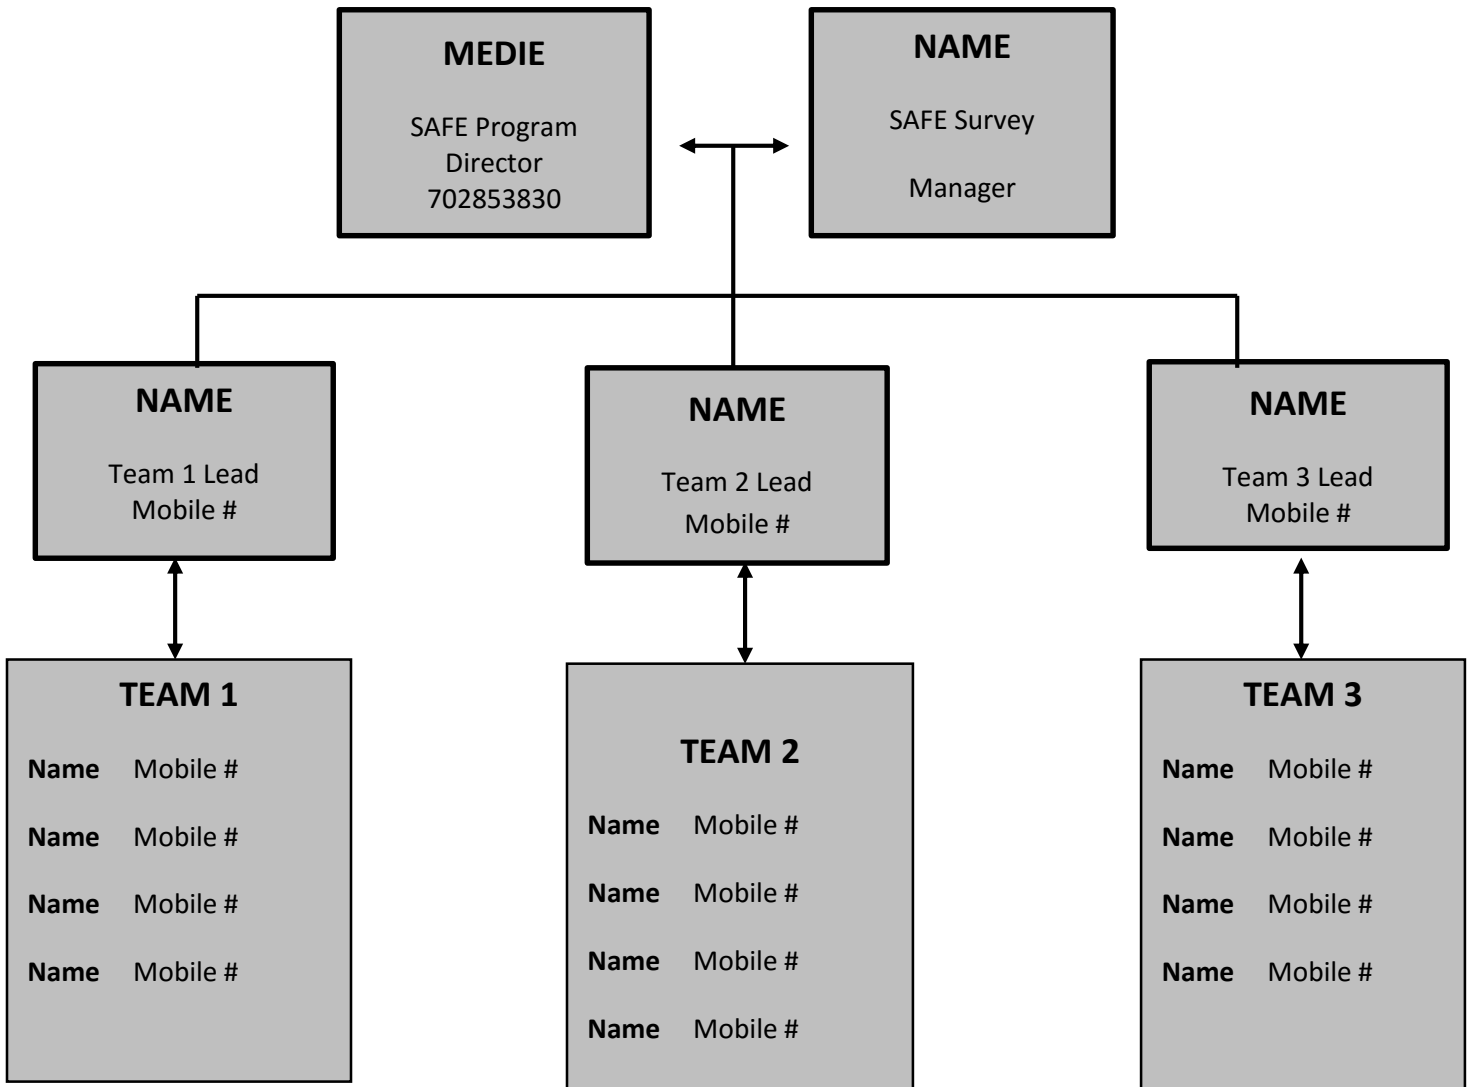 MEDIE
SAFE Program
Director
702853830
NAME
SAFE Survey
Manager
NAME
Team 1 Lead
Mobile #
NAME
Team 2 Lead
Mobile #
NAME
Team 3 Lead
Mobile #
TEAM 1
Name Mobile #
Name Mobile #
Name Mobile #
Name Mobile #
TEAM 2
Name Mobile #
Name Mobile #
Name Mobile #
Name Mobile #
TEAM 3
Name Mobile #
Name Mobile #
Name Mobile #
Name Mobile #